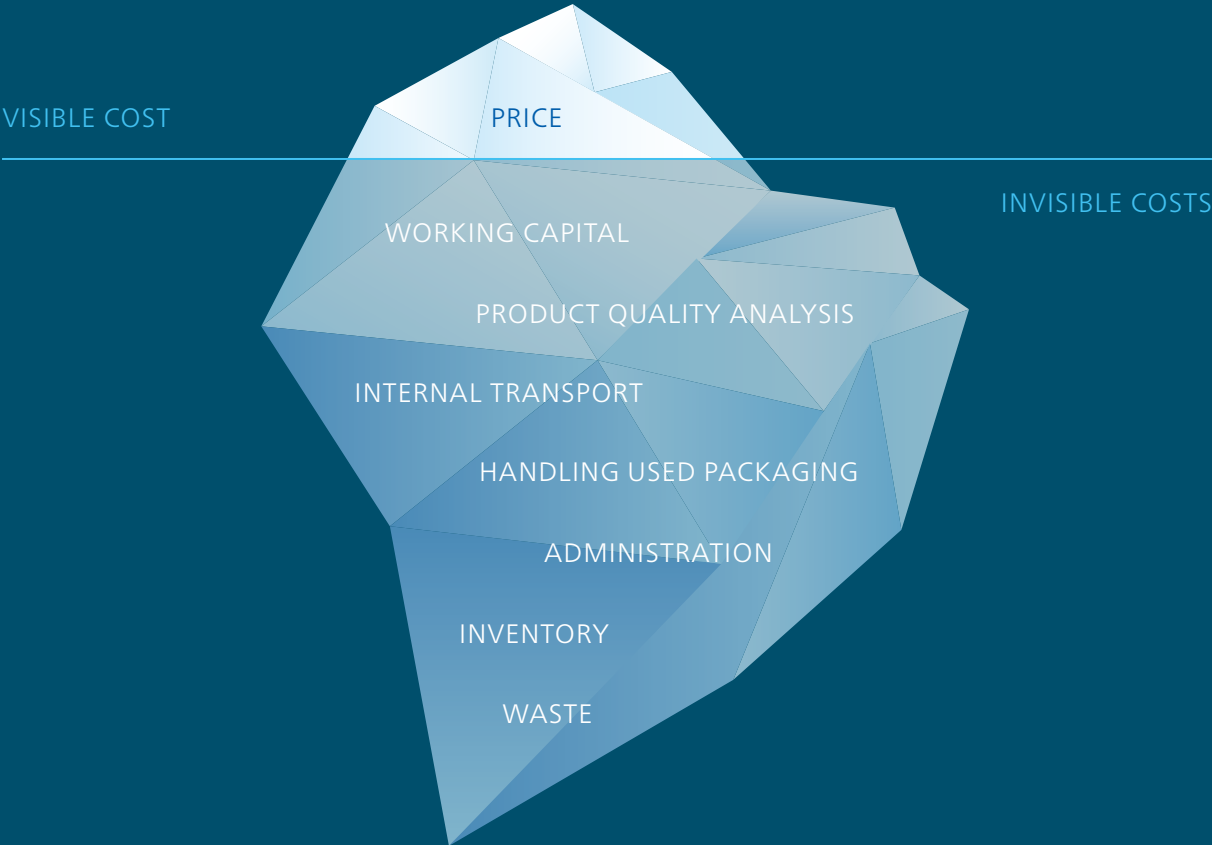 VISIBLE COST
PRICE
INVISIBLE COSTS
WORKING CAPITAL
PRODUCT QUALITY ANALYSIS
INTERNAL TRANSPORT
HANDLING USED PACKAGING
ADMINISTRATION
INVENTORY
WASTE